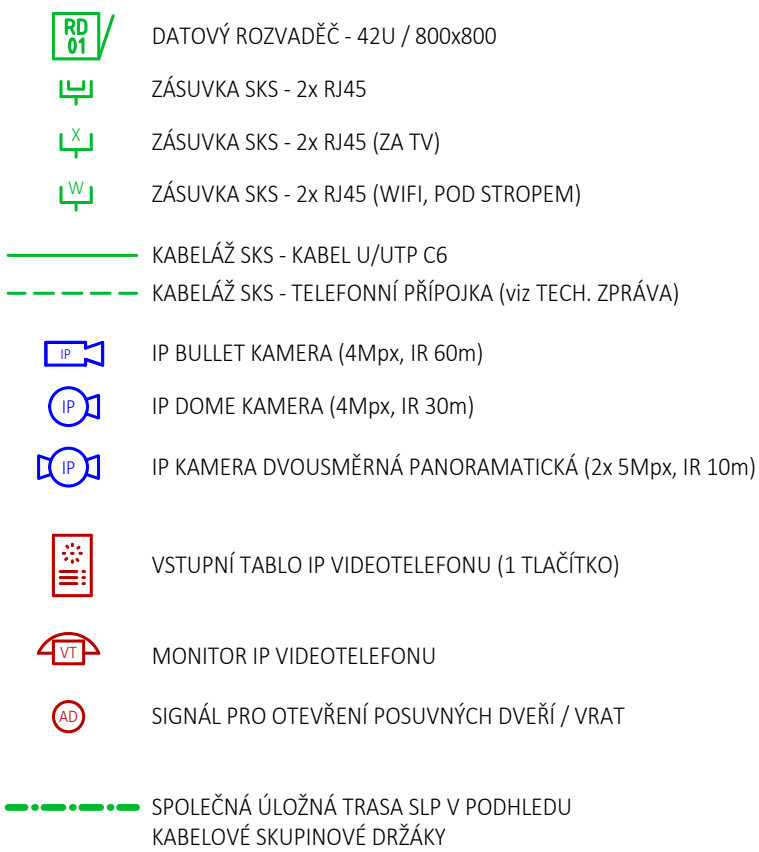 RD
01
DATOVÝ ROZVADĚČ - 42U / 800x800
ZÁSUVKA SKS - 2x RJ45
X
ZÁSUVKA SKS - 2x RJ45 (ZA TV)
W
ZÁSUVKA SKS - 2x RJ45 (WIFI, POD STROPEM)
KABELÁŽ SKS - KABEL U/UTP C6
KABELÁŽ SKS - TELEFONNÍ PŘÍPOJKA (viz TECH. ZPRÁVA)
IP
IP BULLET KAMERA (4Mpx, IR 60m)
IP
IP DOME KAMERA (4Mpx, IR 30m)
IP
IP KAMERA DVOUSMĚRNÁ PANORAMATICKÁ (2x 5Mpx, IR 10m)
VSTUPNÍ TABLO IP VIDEOTELEFONU (1 TLAČÍTKO)
VT
MONITOR IP VIDEOTELEFONU
AD
SIGNÁL PRO OTEVŘENÍ POSUVNÝCH DVEŘÍ / VRAT
SPOLEČNÁ ÚLOŽNÁ TRASA SLP V PODHLEDU
KABELOVÉ SKUPINOVÉ DRŽÁKY